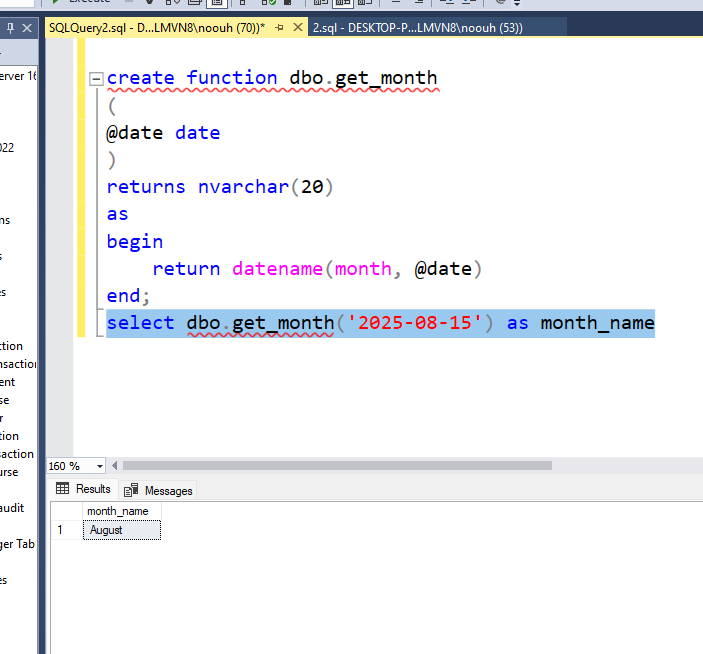 Execute
SQLQuery2.sql - D...LMVN8\noouh (70))*
2.sql - DESKTOP-P...LMVN8\noouh (53))
erver 16
022
ns
s
es
ction
nsaction
ent
se
r
tion
saction
urse
audit
ger Tab
es
create function dbo.get_month
(
@date date
)
returns nvarchar(20)
as
begin
return datename(month, @date)
end;
select dbo.get_month('2025-08-15') as month_name
160 %
Results
Messages
month_name
1 August